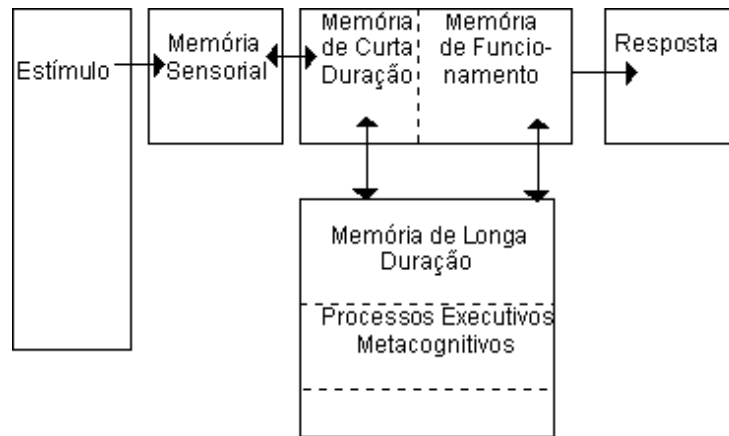 Estímulo
Memória
Sensorial
Memória
de Curta
Duração
Memória
de Funcio-
namento
Resposta
Memória de Longa
Duração
Processos Executivos
Metacognitivos